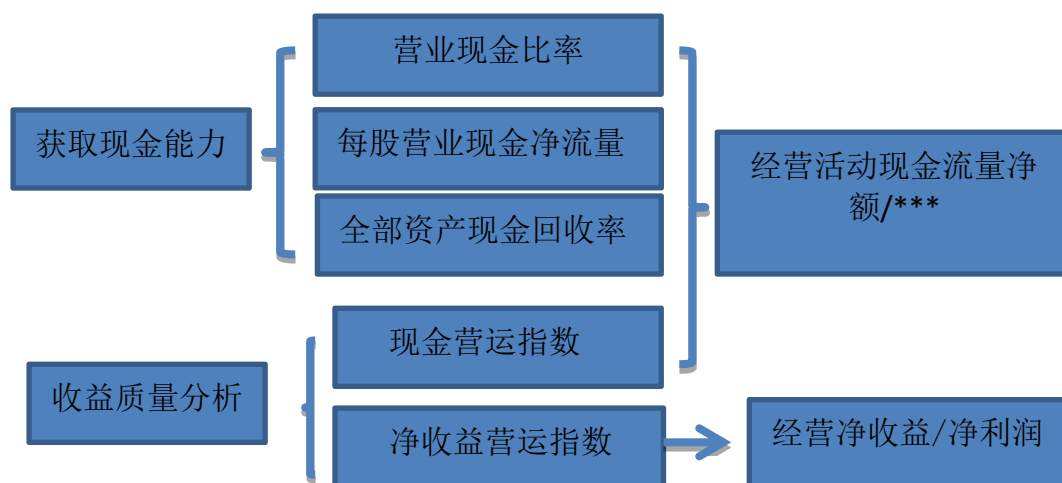 营业现金比率
获取现金能力
每股营业现金净流量
全部资产现金回收率
经营活动现金流量净
额/***
现金营运指数
收益质量分析
净收益营运指数
经营净收益/净利润